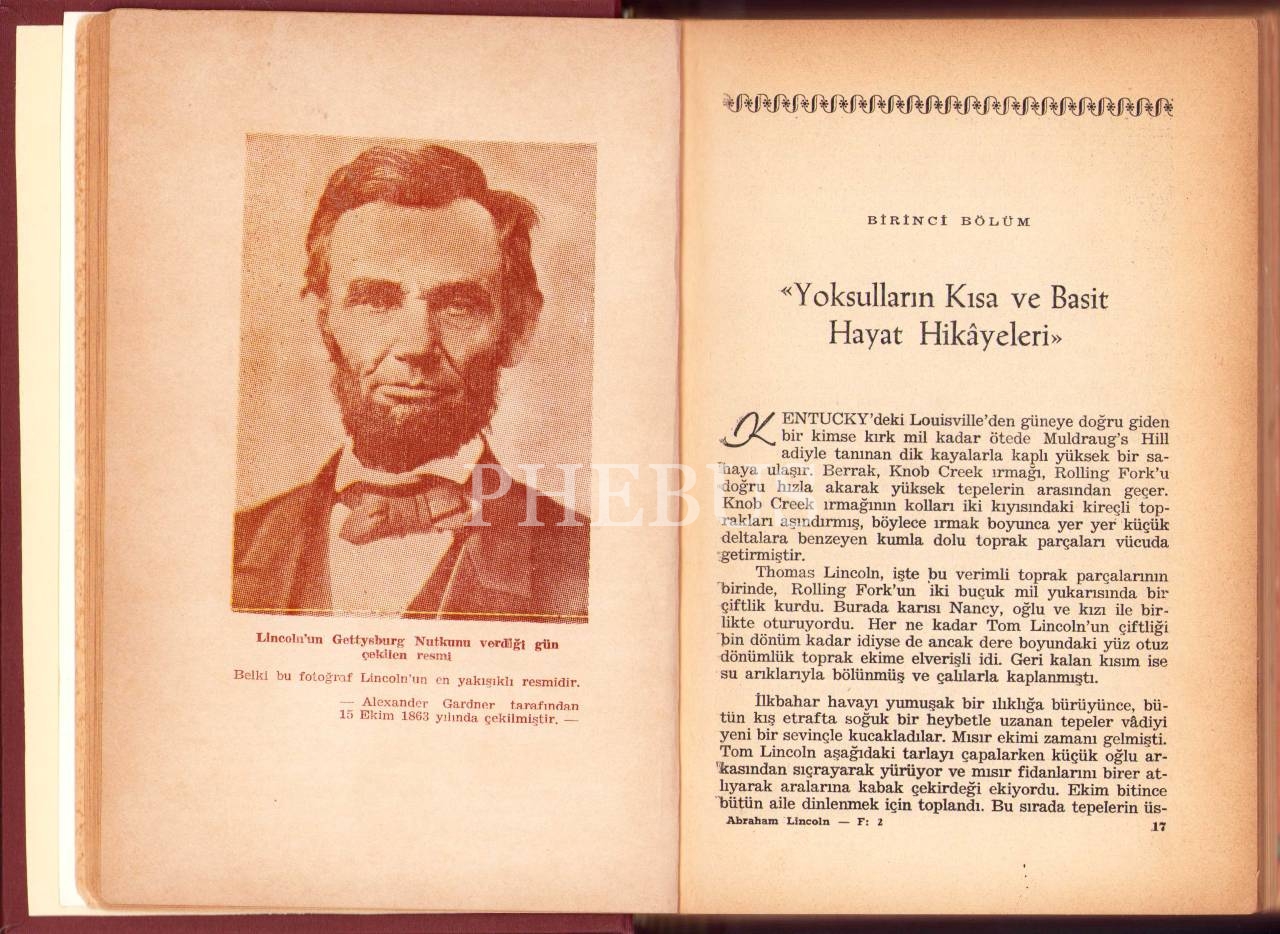 Lincoln'un Gettysburg Nutkunu verdiği gün
çekilen resmi
Belki bu fotoğraf Lincoln'un en yakışıklı resmidir.
— Alexander Gardner tarafından
15 Ekim 1863 yılında çekilmiştir. —
BİRİNCİ BÖLÜM
«Yoksulların Kısa ve Basit
Hayat Hikâyeleri»
KENTUCKY'deki Louisville'den güneye doğru giden
bir kimse kırk mil kadar ötede Muldraug's Hill
adiyle tanınan dik kayalarla kaplı yüksek bir sa-
haya ulaşır. Berrak, Knob Creek ırmağı, Rolling Fork'u
doğru hızla akarak yüksek tepelerin arasından geçer.
Knob Creek ırmağının kolları iki kıyısındaki kireçli top-
rakları aşındırmış, böylece ırmak boyunca yer yer küçük
deltalara benzeyen kumla dolu toprak parçaları vücuda
getirmiştir.
Thomas Lincoln, işte bu verimli toprak parçalarının
birinde, Rolling Fork'un iki buçuk mil yukarısında bir
çiftlik kurdu. Burada karısı Nancy, oğlu ve kızı ile bir-
likte oturuyordu. Her ne kadar Tom Lincoln'un çiftliği
bin dönüm kadar idiyse de ancak dere boyundaki yüz otuz
dönümlük toprak ekime elverişli idi. Geri kalan kısım ise
su arıklarıyla bölünmüş ve çalılarla kaplanmıştı.
İlkbahar havayı yumuşak bir ılıklığa bürüyünce, bü-
tün kış etrafta soğuk bir heybetle uzanan tepeler vâdiyi
yeni bir sevinçle kucakladılar. Mısır ekimi zamanı gelmişti.
Tom Lincoln aşağıdaki tarlayı çapalarken küçük oğlu ar-
kasından sıçrayarak yürüyor ve mısır fidanlarını birer at-
lıyarak aralarına kabak çekirdeği ekiyordu. Ekim bitince
bütün aile dinlenmek için toplandı. Bu sırada tepelerin üs-
Abraham Lincoln — F: 2
17